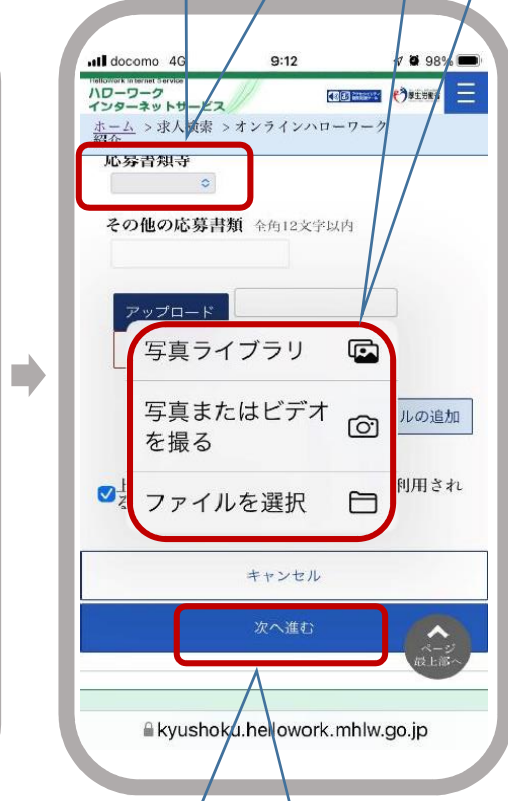 docomo 4G 9:12 98%
HelloWork Internet Service
ハローワーク
インターネットサービス
厚生労働省
ホーム > 求人検索 > オンラインハローワーク
紹介
応募書類等
その他の応募書類 全角12文字以内
アップロード
写真ライブラリ
写真またはビデオ
を撮る
ファイルを選択
ルの追加
上
利用され
る
キャンセル
次へ進む
ページ
最上部へ
kyushoku.hellowork.mhlw.go.jp